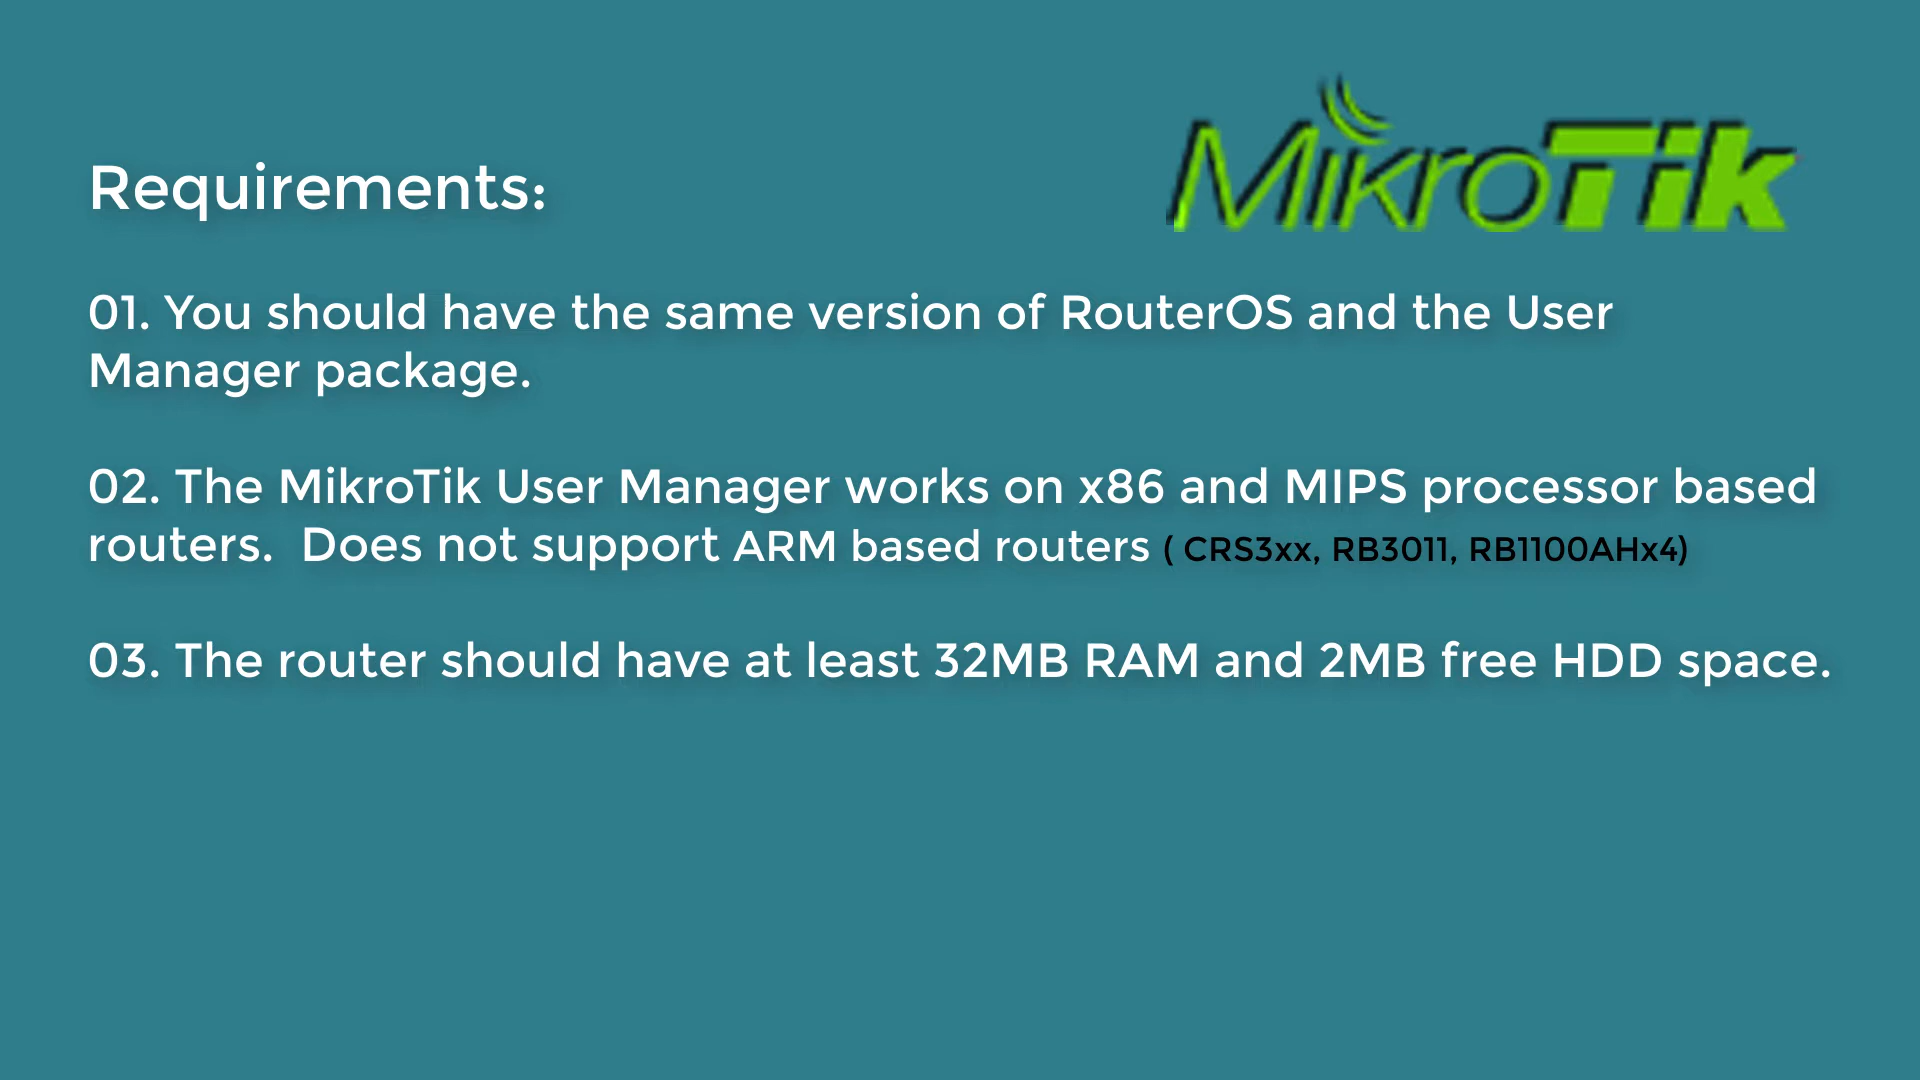 MikroTik
Requirements:
01. You should have the same version of RouterOS and the User
Manager package.
02. The MikroTik User Manager works on x86 and MIPS processor based
routers.  Does not support ARM based routers ( CRS3xx, RB3011, RB1100AHx4)
03. The router should have at least 32MB RAM and 2MB free HDD space.